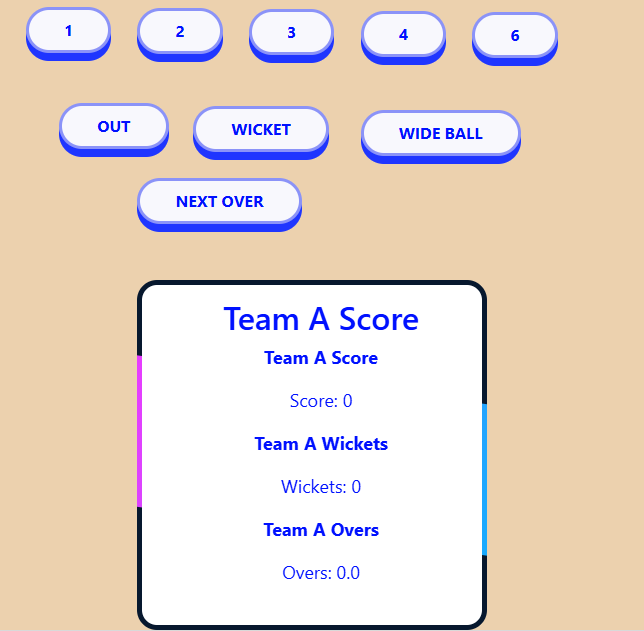 1 2 3 4 6
OUT WICKET WIDE BALL
NEXT OVER
Team A Score
Team A Score
Score: 0
Team A Wickets
Wickets: 0
Team A Overs
Overs: 0.0